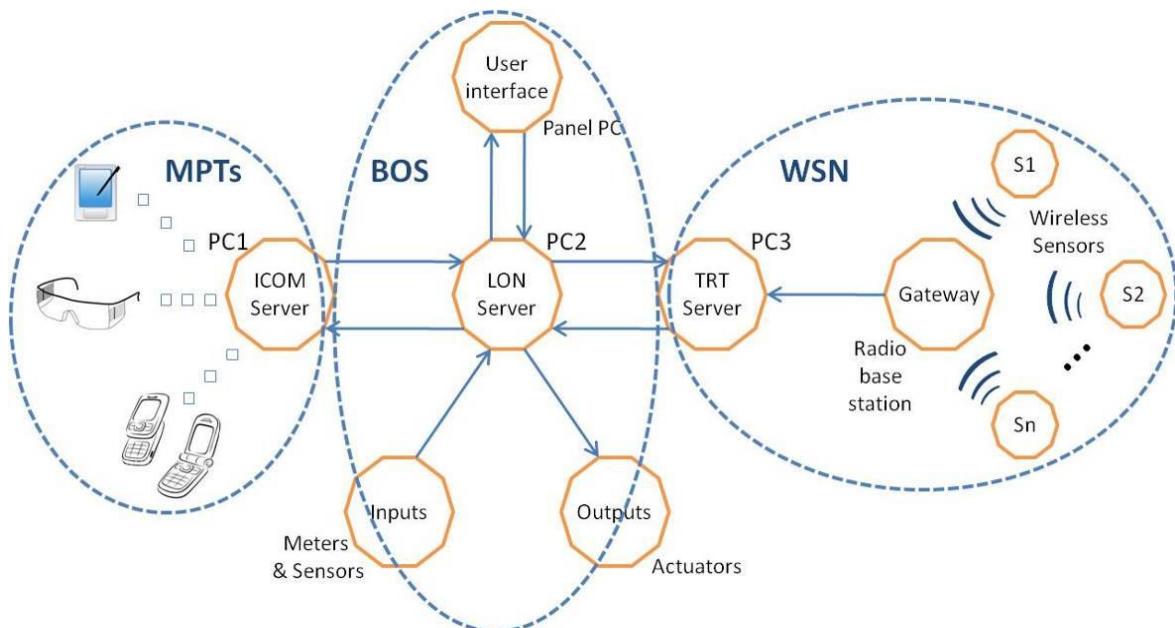 User
interface
Panel PC
MPTs
BOS
WSN
S1
Wireless
Sensors
PC1
PC2
PC3
ICOM
Server
LON
Server
TRT
Server
Gateway
S2
Radio
base
station
Sn
Inputs
Outputs
Meters
& Sensors
Actuators